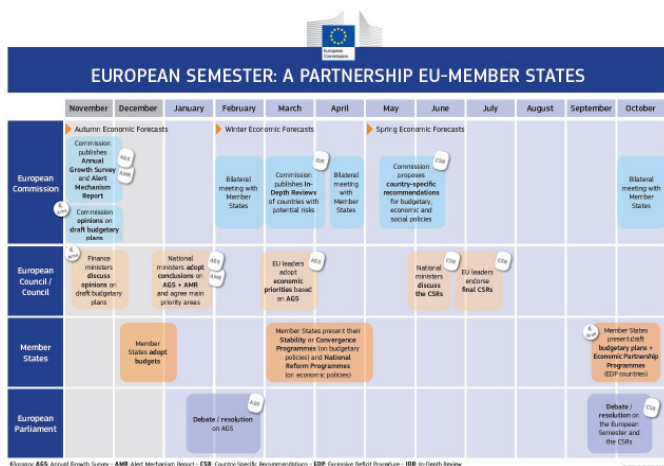 European
Commission
EUROPEAN SEMESTER: A PARTNERSHIP EU-MEMBER STATES
November December January February March April May June July August September October
Autumn Economic Forecasts
Winter Economic Forecasts
Spring Economic Forecasts
European
Commission
Commission
publishes
Annual
Growth Survey
and Alert
Mechanism
Report
AGS
AMR
€
Area
Commission
opinions on
draft budgetary
plans
Bilateral
meeting with
Member
States
Commission
publishes In-
Depth Reviews
of countries with
potential risks
IDR
Bilateral
meeting with
Member
States
Commission
proposes
country-specific
recommendations
for budgetary,
economic and
social policies
CSR
Bilateral
meeting with
Member
States
European
Council /
Council
€
Area
Finance
ministers
discuss
opinions on
draft budgetary
plans
National
ministers adopt
conclusions on
AGS + AMR
and agree main
priority areas
AGS
AMR
EU leaders
adopt
economic
priorities based
on AGS
AGS
National
ministers
discuss
the CSRs
CSR
EU leaders
endorse
final CSRs
CSR
Member
States
Member
States adopt
budgets
Member States present their
Stability or Convergence
Programmes (on budgetary
policies) and National
Reform Programmes
(on economic policies)
€
Area
Member States
present draft
budgetary plans +
Economic Partnership
Programmes
(EDP countries)
European
Parliament
Debate / resolution
on AGS
AGS
Debate /
resolution on
the European
Semester and
the CSRs
CSR
Glossary: AGS: Annual Growth Survey - AMR: Alert Mechanism Report - CSR: Country-Specific Recommendations - EDP: Excessive Deficit Procedure - IDR: In-Depth Review